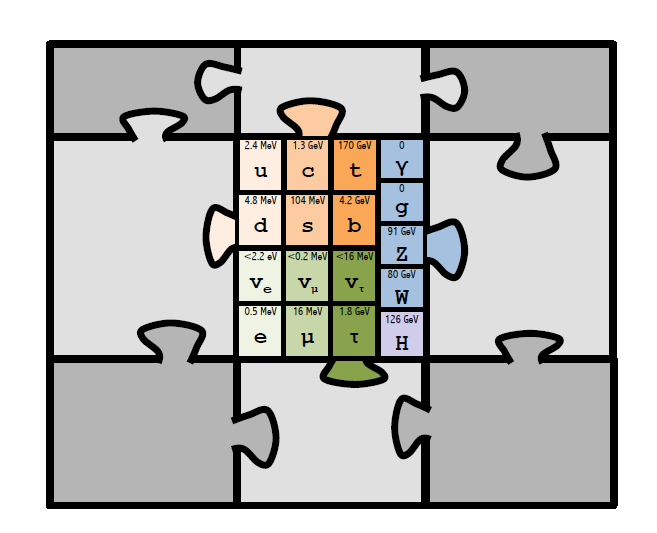 2.4 MeV
u
1.3 GeV
c
170 GeV
t
0
γ
4.8 MeV
d
104 MeV
s
4.2 GeV
b
0
g
<2.2 eV
νe
<0.2 MeV
νμ
<16 MeV
ντ
91 GeV
Z
80 GeV
W
0.5 MeV
e
16 MeV
μ
1.8 GeV
τ
126 GeV
H